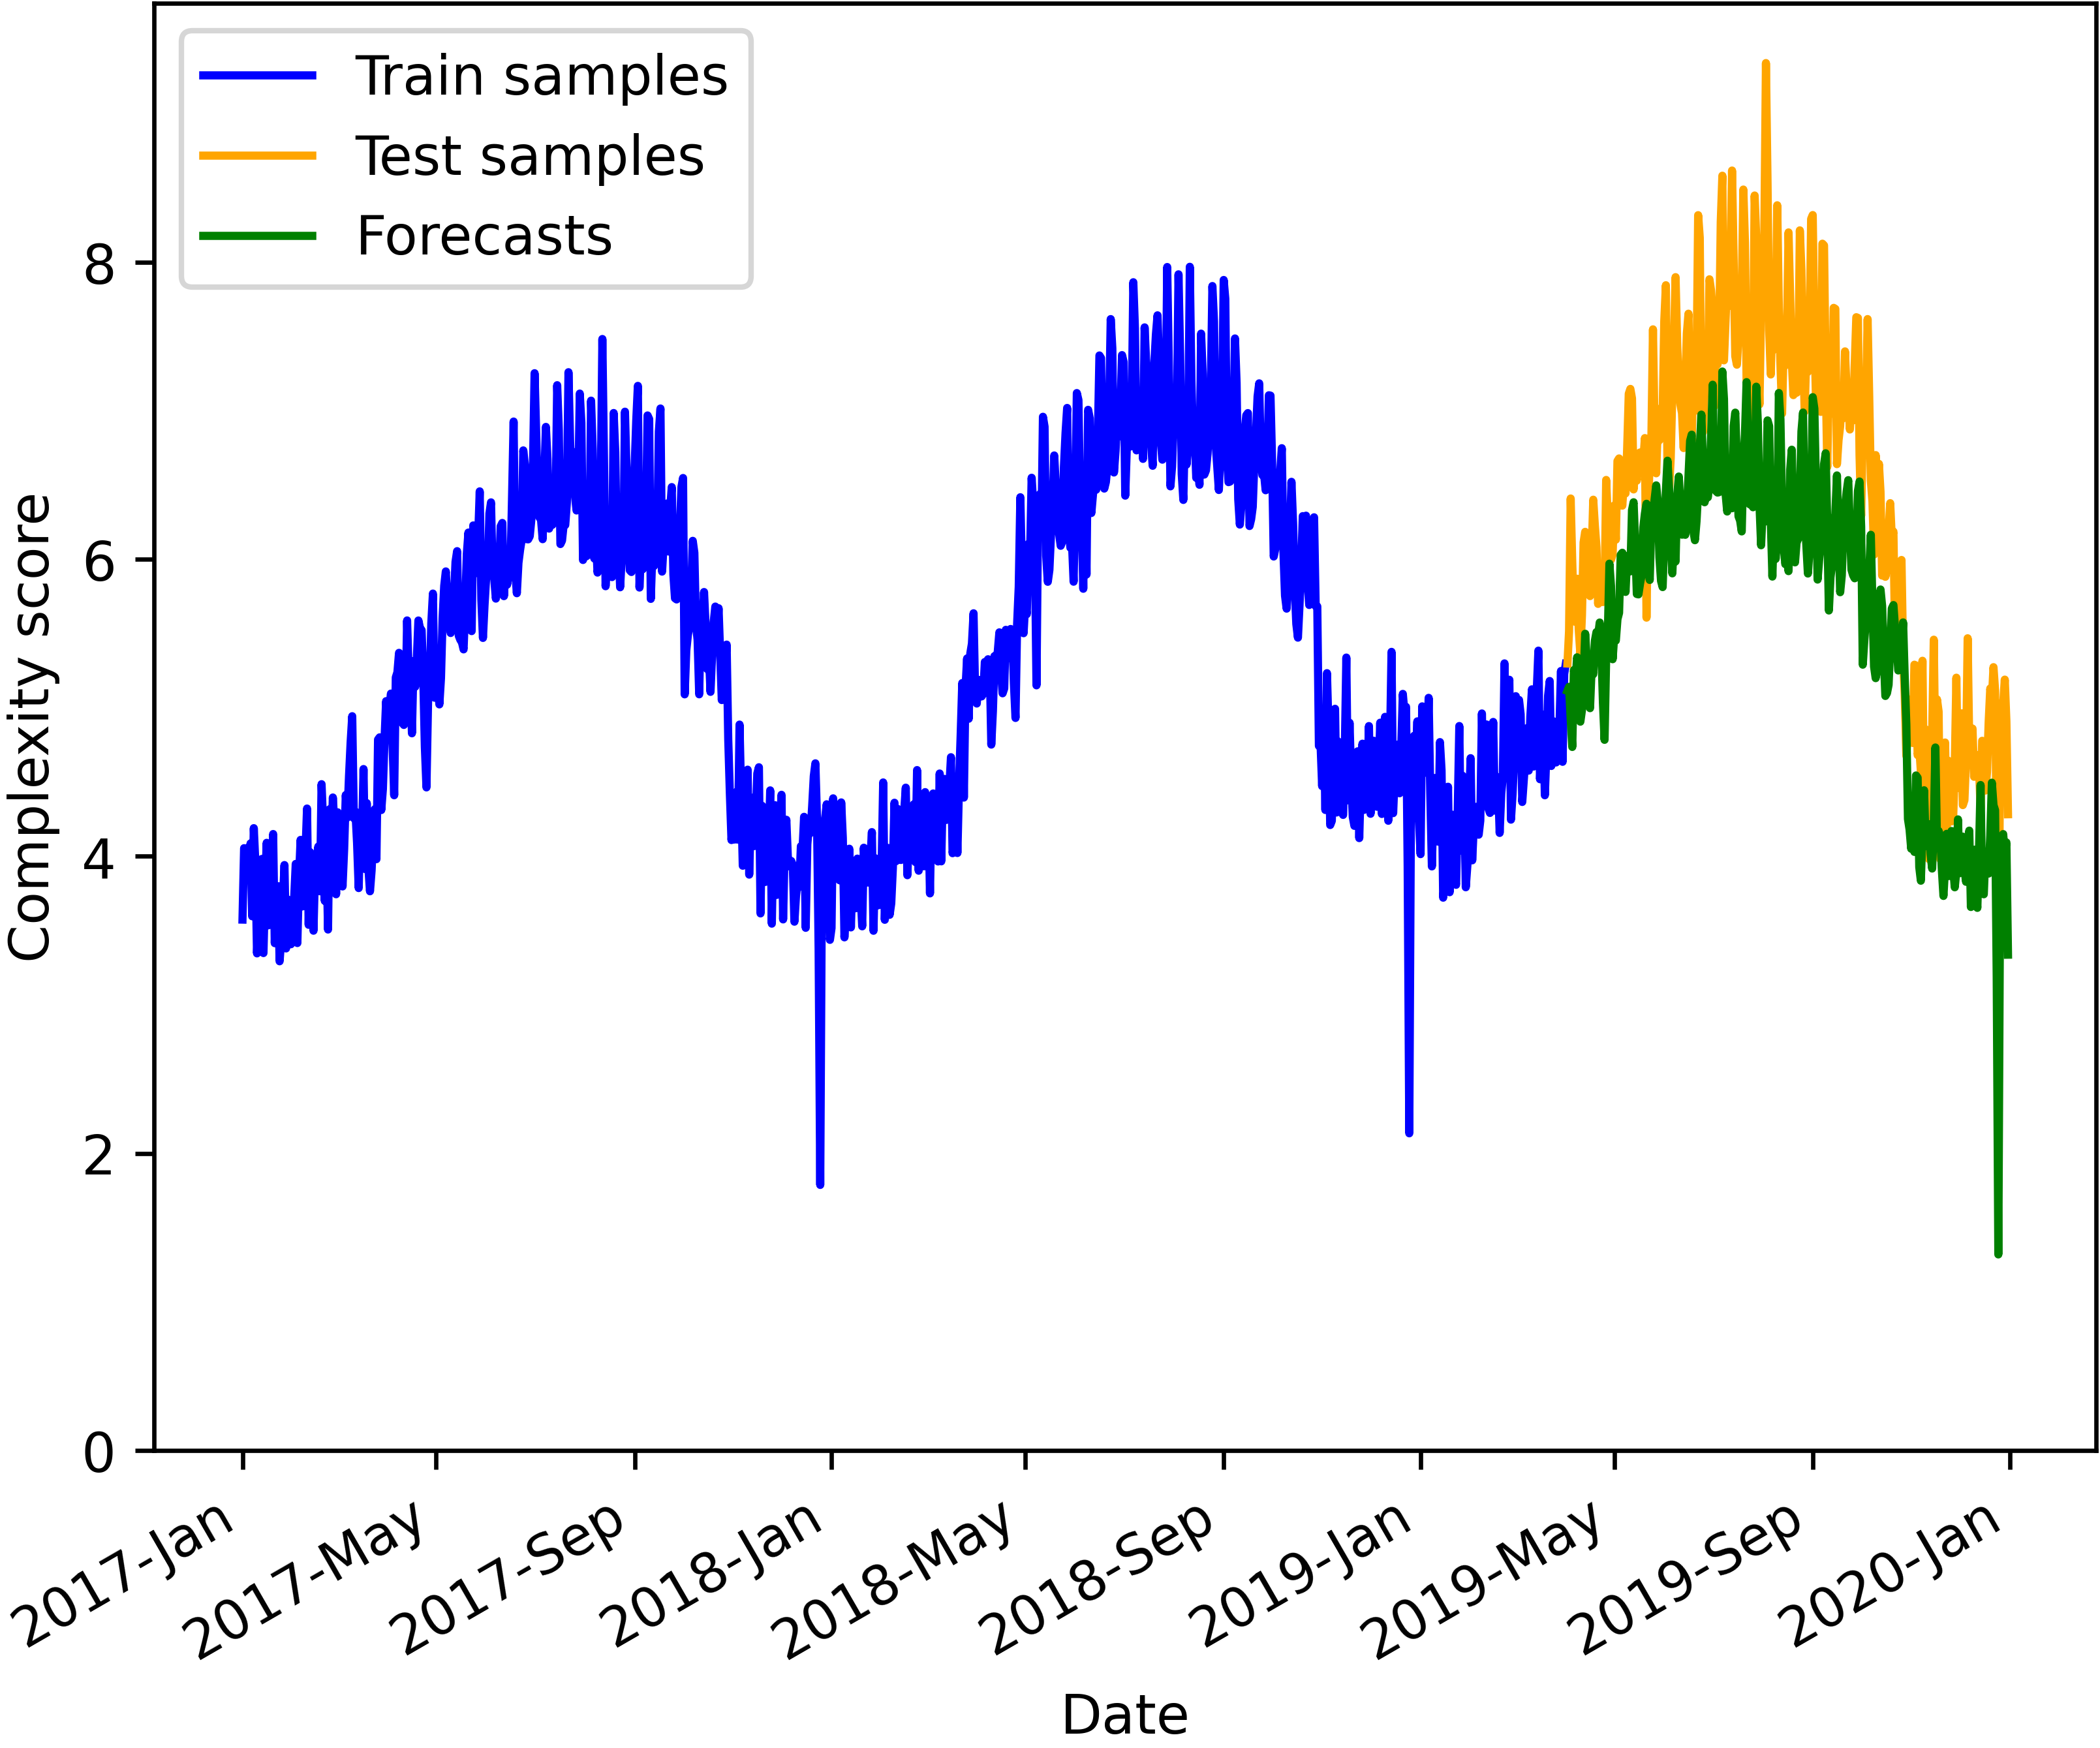 Train samples
Test samples
Forecasts
Complexity score
8
6
4
2
0
2017-Jan
2017-May
2017-Sep
2018-Jan
2018-May
2018-Sep
2019-Jan
2019-May
2019-Sep
2020-Jan
Date